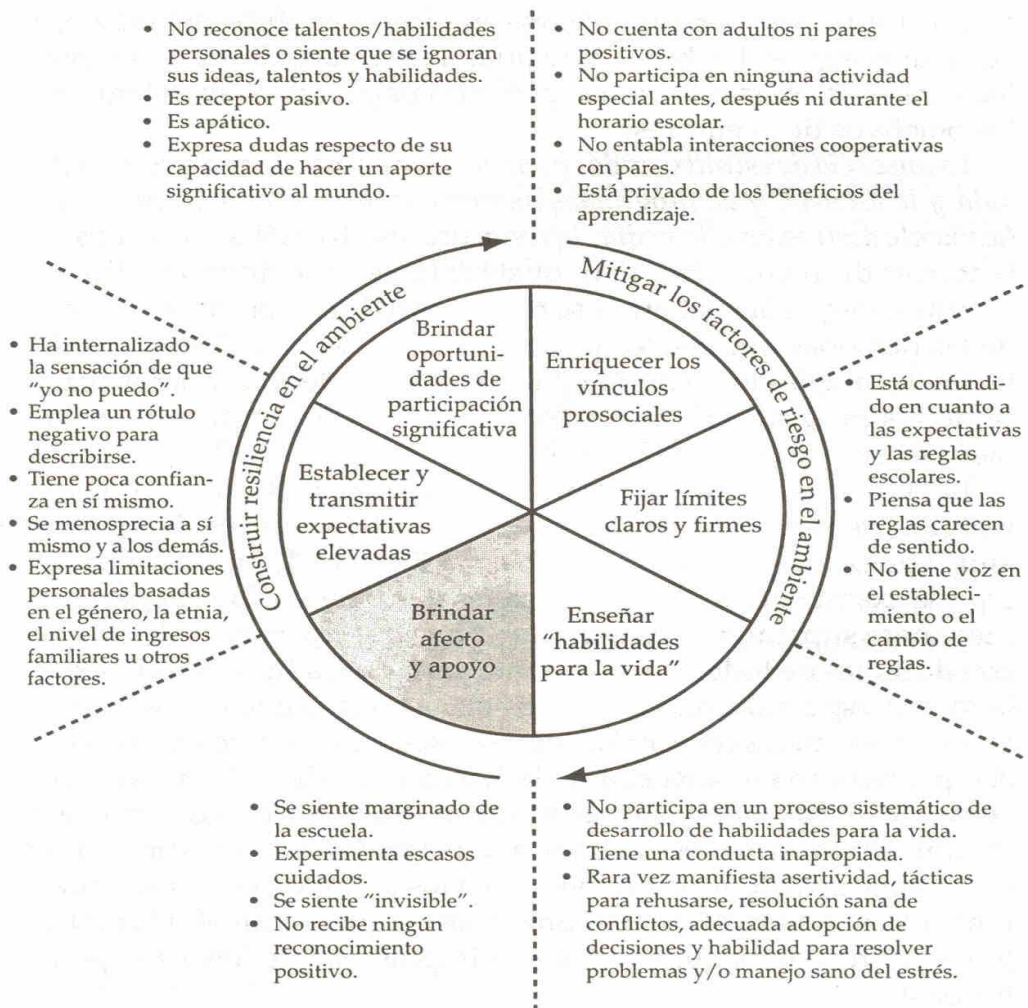 • No reconoce talentos/habilidades
personales o siente que se ignoran
sus ideas, talentos y habilidades.
• Es receptor pasivo.
• Es apático.
• Expresa dudas respecto de su
capacidad de hacer un aporte
significativo al mundo.
• No cuenta con adultos ni pares
positivos.
• No participa en ninguna actividad
especial antes, después ni durante el
horario escolar.
• No entabla interacciones cooperativas
con pares.
• Está privado de los beneficios del
aprendizaje.
Construir resiliencia en el ambiente
Mitigar los factores de riesgo en el ambiente
Brindar
oportuni-
dades de
participación
significativa
Enriquecer los
vínculos
prosociales
• Ha internalizado
la sensación de que
"yo no puedo".
• Emplea un rótulo
negativo para
describirse.
• Tiene poca confian-
za en sí mismo.
• Se menosprecia a sí
mismo y a los demás.
• Expresa limitaciones
personales basadas
en el género, la etnia,
el nivel de ingresos
familiares u otros
factores.
Establecer y
transmitir
expectativas
elevadas
Fijar límites
claros y firmes
• Está confundi-
do en cuanto a
las expectativas
y las reglas
escolares.
• Piensa que las
reglas carecen
de sentido.
• No tiene voz en
el estableci-
miento o el
cambio de
reglas.
Brindar
afecto
y apoyo
Enseñar
"habilidades
para la vida"
• Se siente marginado de
la escuela.
• Experimenta escasos
cuidados.
• Se siente "invisible".
• No recibe ningún
reconocimiento
positivo.
• No participa en un proceso sistemático de
desarrollo de habilidades para la vida.
• Tiene una conducta inapropiada.
• Rara vez manifiesta asertividad, tácticas
para rehusarse, resolución sana de
conflictos, adecuada adopción de
decisiones y habilidad para resolver
problemas y/o manejo sano del estrés.